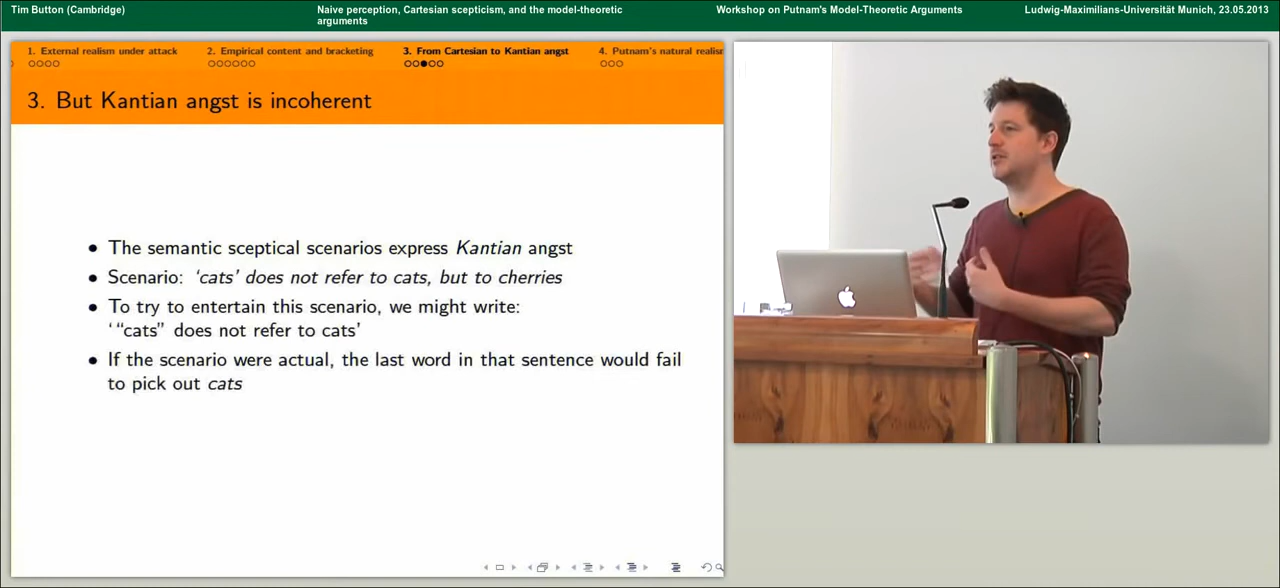 Tim Button (Cambridge)
Naive perception, Cartesian scepticism, and the model-theoretic
arguments
Workshop on Putnam's Model-Theoretic Arguments
Ludwig-Maximilians-Universität Munich, 23.05.2013
1. External realism under attack
2. Empirical content and bracketing
3. From Cartesian to Kantian angst
4. Putnam's natural realism
3. But Kantian angst is incoherent
• The semantic sceptical scenarios express Kantian angst
• Scenario: ‘cats’ does not refer to cats, but to cherries
• To try to entertain this scenario, we might write:
‘ “cats” does not refer to cats’
• If the scenario were actual, the last word in that sentence would fail
to pick out cats